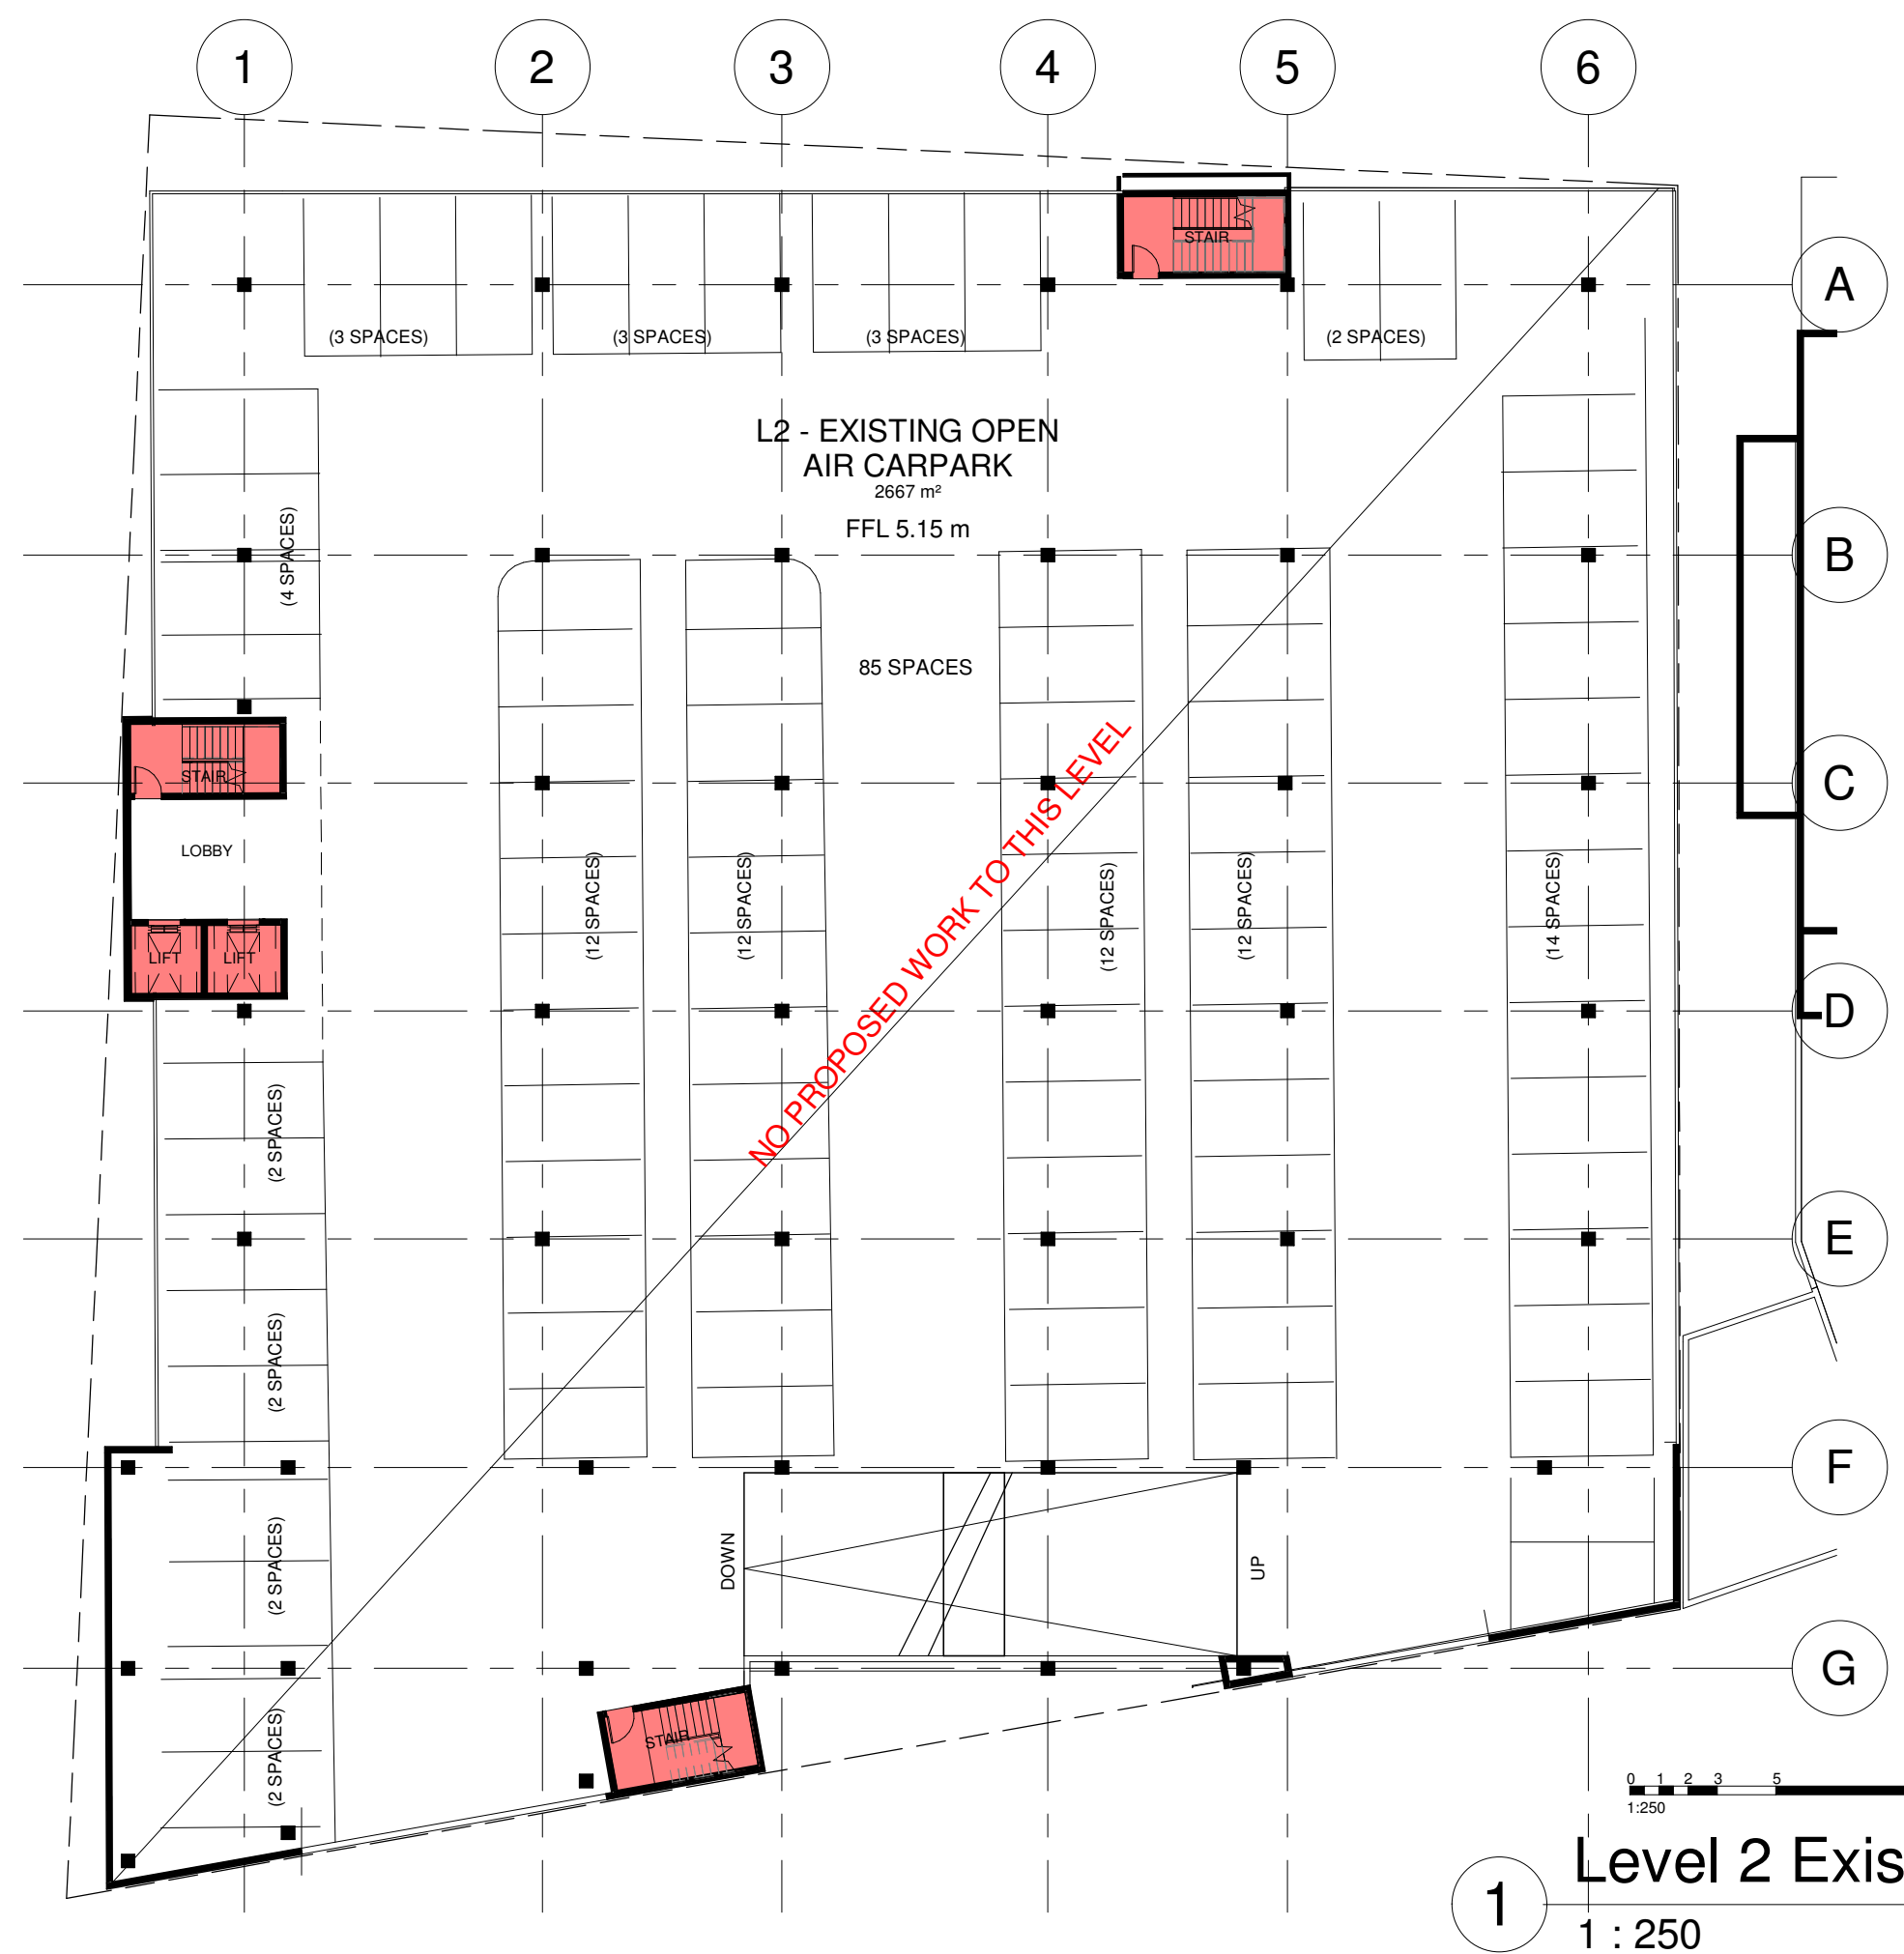 1 2 3 4 5 6
STAIR
A
(3 SPACES) (3 SPACES) (3 SPACES) (2 SPACES)
L2 - EXISTING OPEN
AIR CARPARK
2667 m²
FFL 5.15 m
(4 SPACES)
B
85 SPACES
NO PROPOSED WORK TO THIS LEVEL
STAIR
C
LOBBY
(12 SPACES) (12 SPACES) (12 SPACES) (12 SPACES) (14 SPACES)
LIFT LIFT
D
(2 SPACES)
E
(2 SPACES)
F
(2 SPACES)
DOWN
UP
G
STAIR
(2 SPACES)
0 1 2 3 5
1:250
Level 2 Exis
1
1 : 250